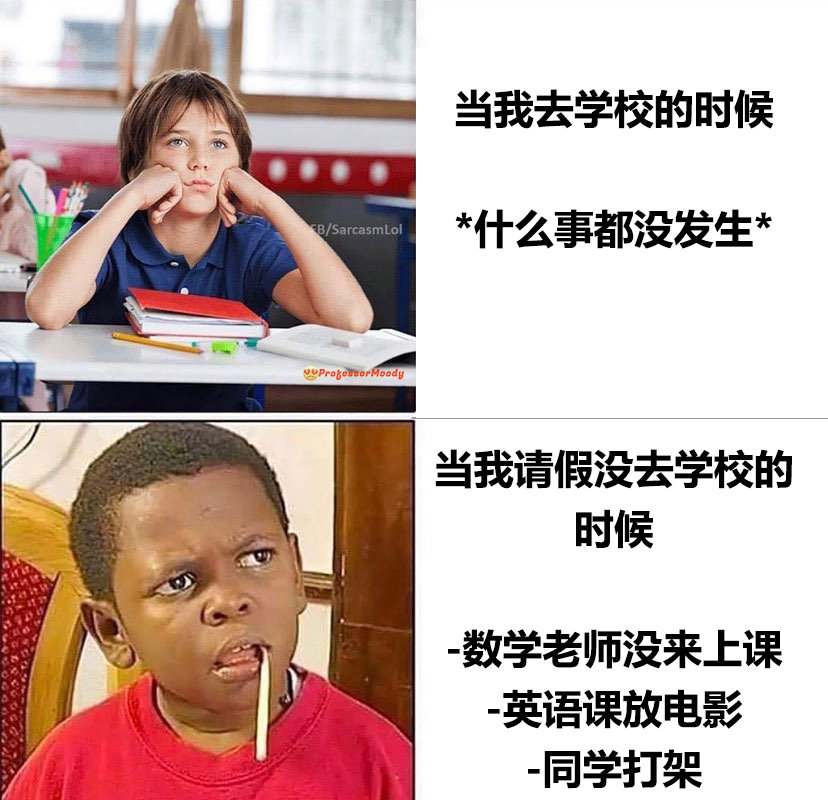 当我去学校的时候
*什么事都没发生*
FB/SarcasmLol
ProfessorMoody
当我请假没去学校的
时候
-数学老师没来上课
-英语课放电影
-同学打架